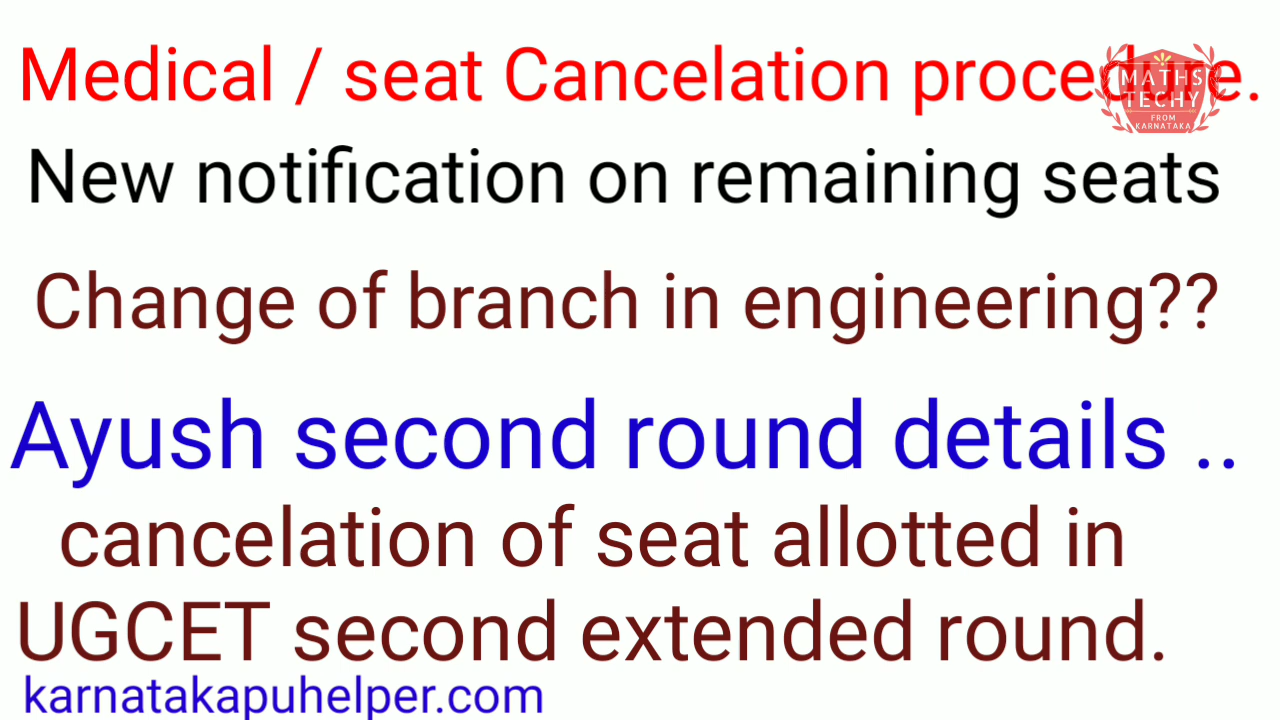 Medical / seat Cancelation procedure.
MATHS
TECHY
FROM
KARNATAKA
New notification on remaining seats
Change of branch in engineering??
Ayush second round details ..
cancelation of seat allotted in
UGCET second extended round.
karnatakapuhelper.com